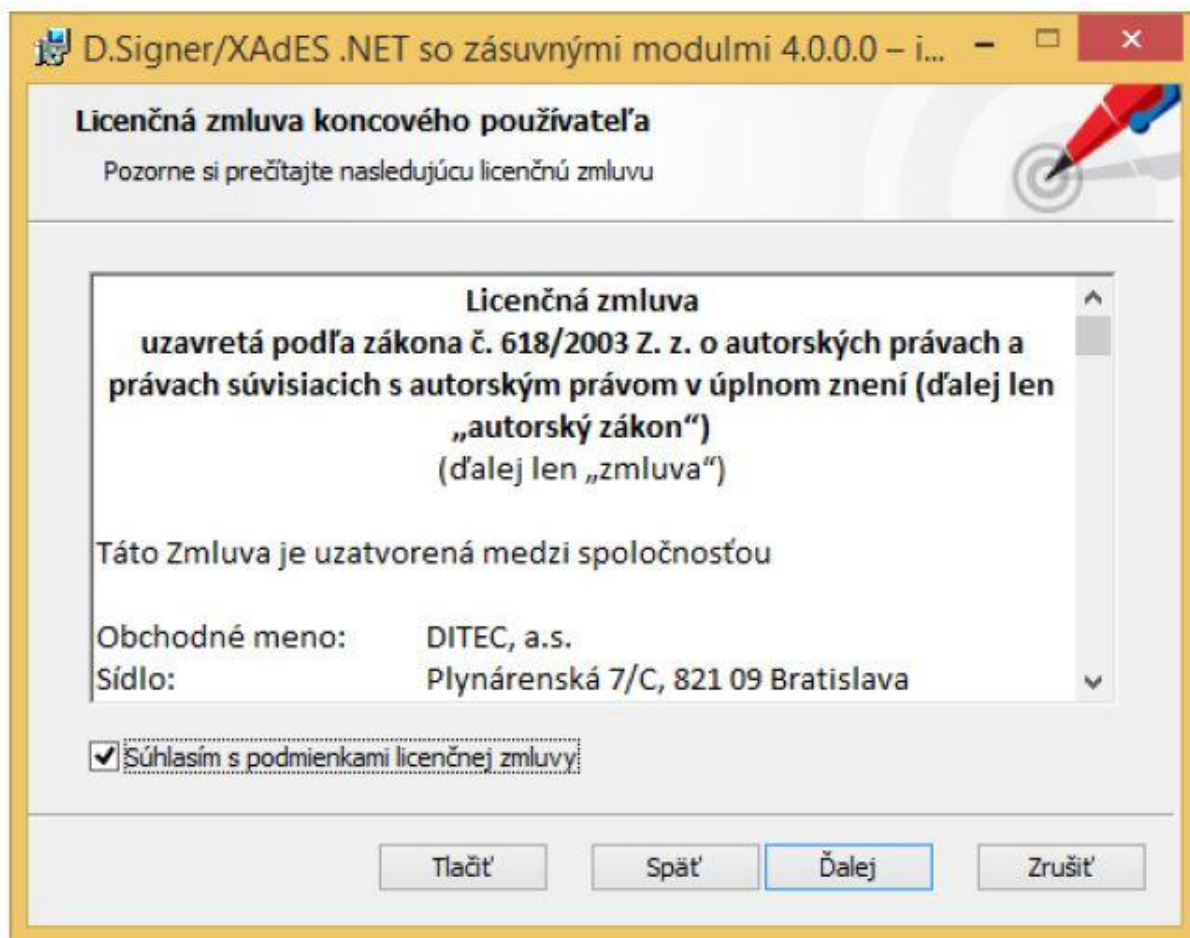 D.Signer/XAdES .NET so zásuvnými modulmi 4.0.0.0 – i...
Licenčná zmluva koncového používateľa
Pozorne si prečítajte nasledujúcu licenčnú zmluvu
Licenčná zmluva
uzavretá podľa zákona č. 618/2003 Z. z. o autorských právach a
právach súvisiacich s autorským právom v úplnom znení (ďalej len
„autorský zákon“)
(ďalej len „zmluva“)
Táto Zmluva je uzatvorená medzi spoločnosťou
Obchodné meno: DITEC, a.s.
Sídlo: Plynárenská 7/C, 821 09 Bratislava
Súhlasím s podmienkami licenčnej zmluvy
Tlačiť Späť Ďalej Zrušiť